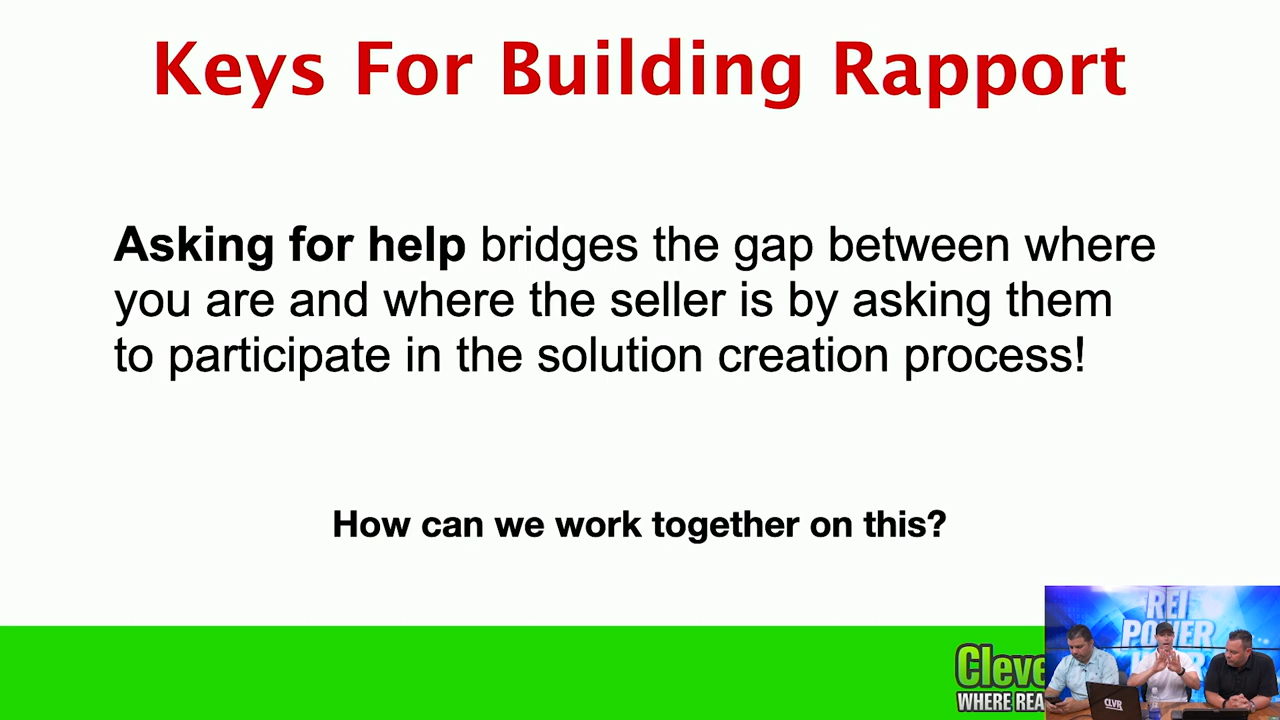 Keys For Building Rapport
Asking for help bridges the gap between where
you are and where the seller is by asking them
to participate in the solution creation process!
How can we work together on this?
REI
POWER
CLVR
WHERE